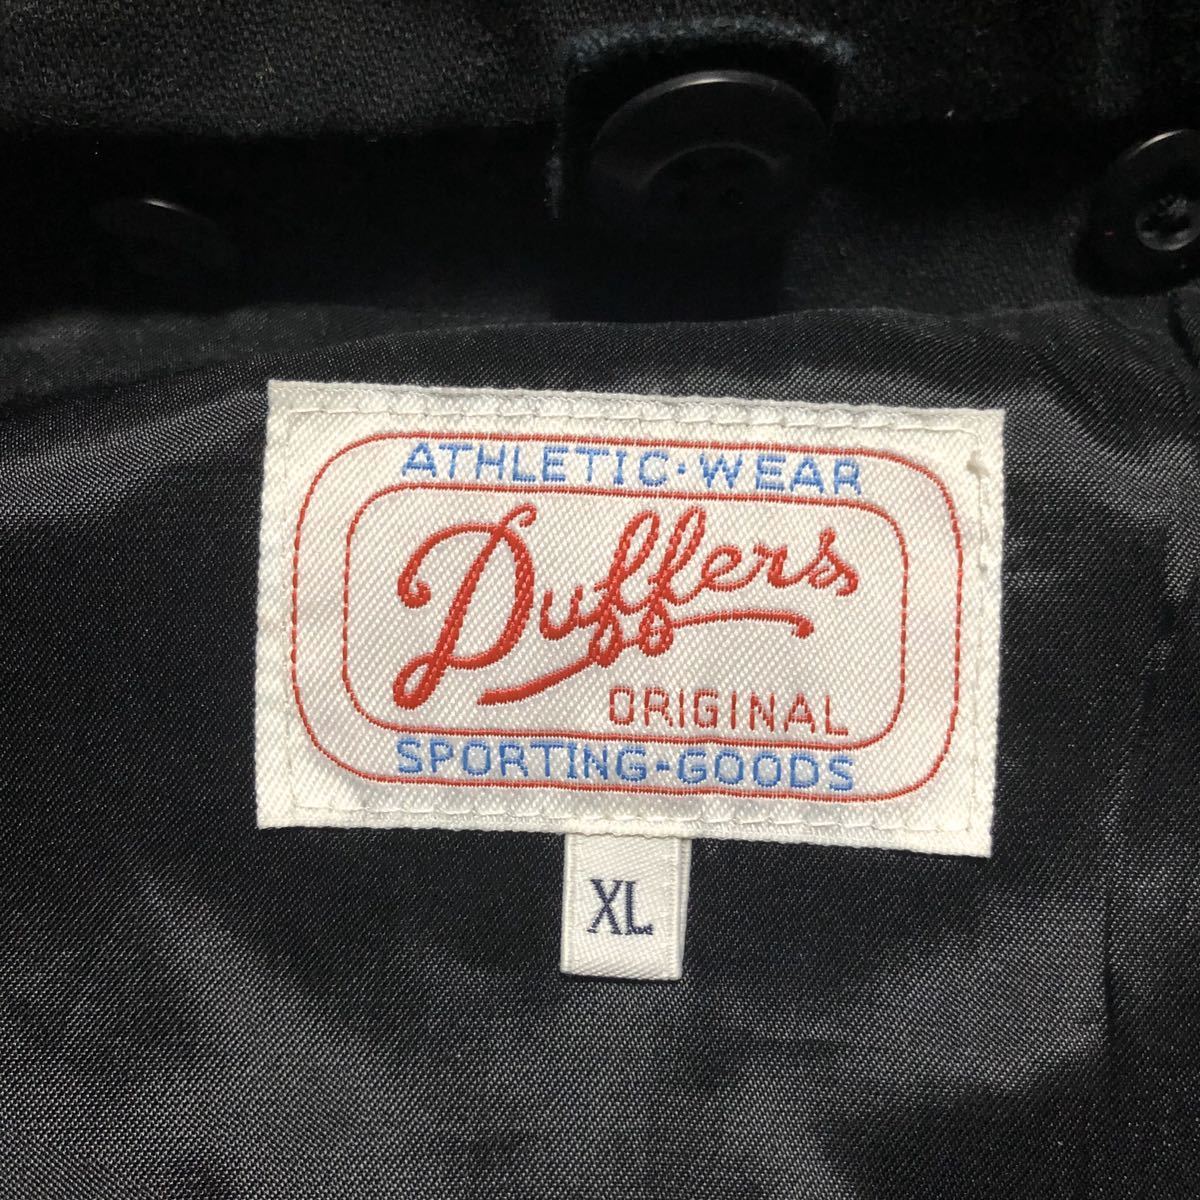 ATHLETIC·WEAR
Duffers
ORIGINAL
SPORTING-GOODS
XL